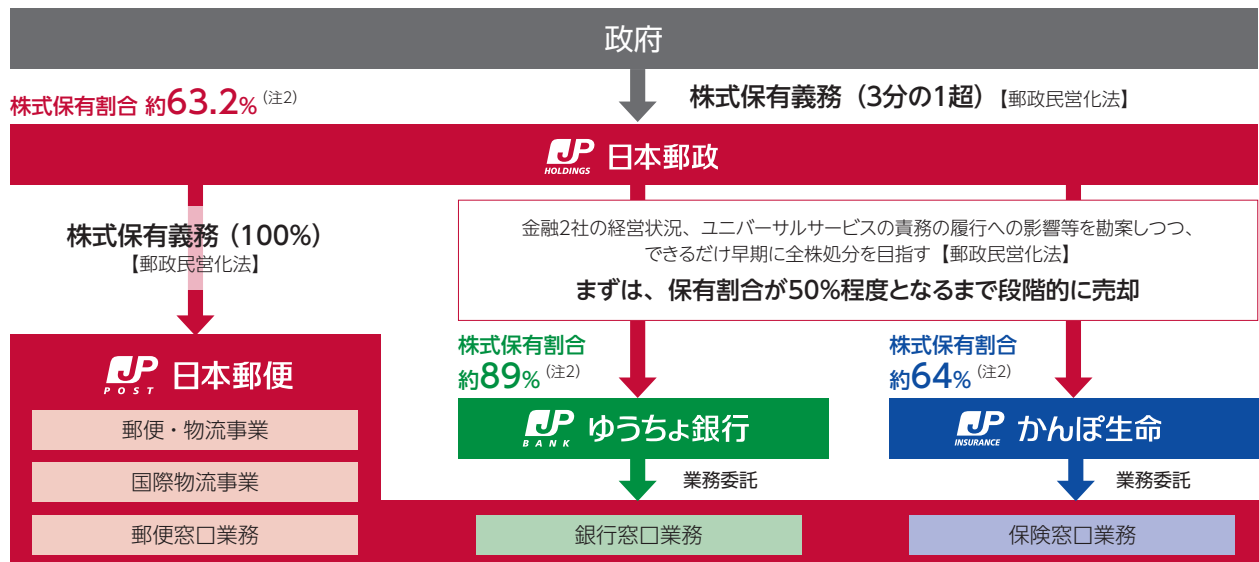 政府
株式保有割合 約63.2% (注2)
株式保有義務（3分の1超）【郵政民営化法】
JP HOLDINGS 日本郵政
株式保有義務（100%）
【郵政民営化法】
金融2社の経営状況、ユニバーサルサービスの責務の履行への影響等を勘案しつつ、
できるだけ早期に全株処分を目指す【郵政民営化法】
まずは、保有割合が50%程度となるまで段階的に売却
JP POST 日本郵便
郵便・物流事業
国際物流事業
郵便窓口業務
株式保有割合
約89% (注2)
JP BANK ゆうちょ銀行
業務委託
銀行窓口業務
株式保有割合
約64% (注2)
JP INSURANCE かんぽ生命
業務委託
保険窓口業務